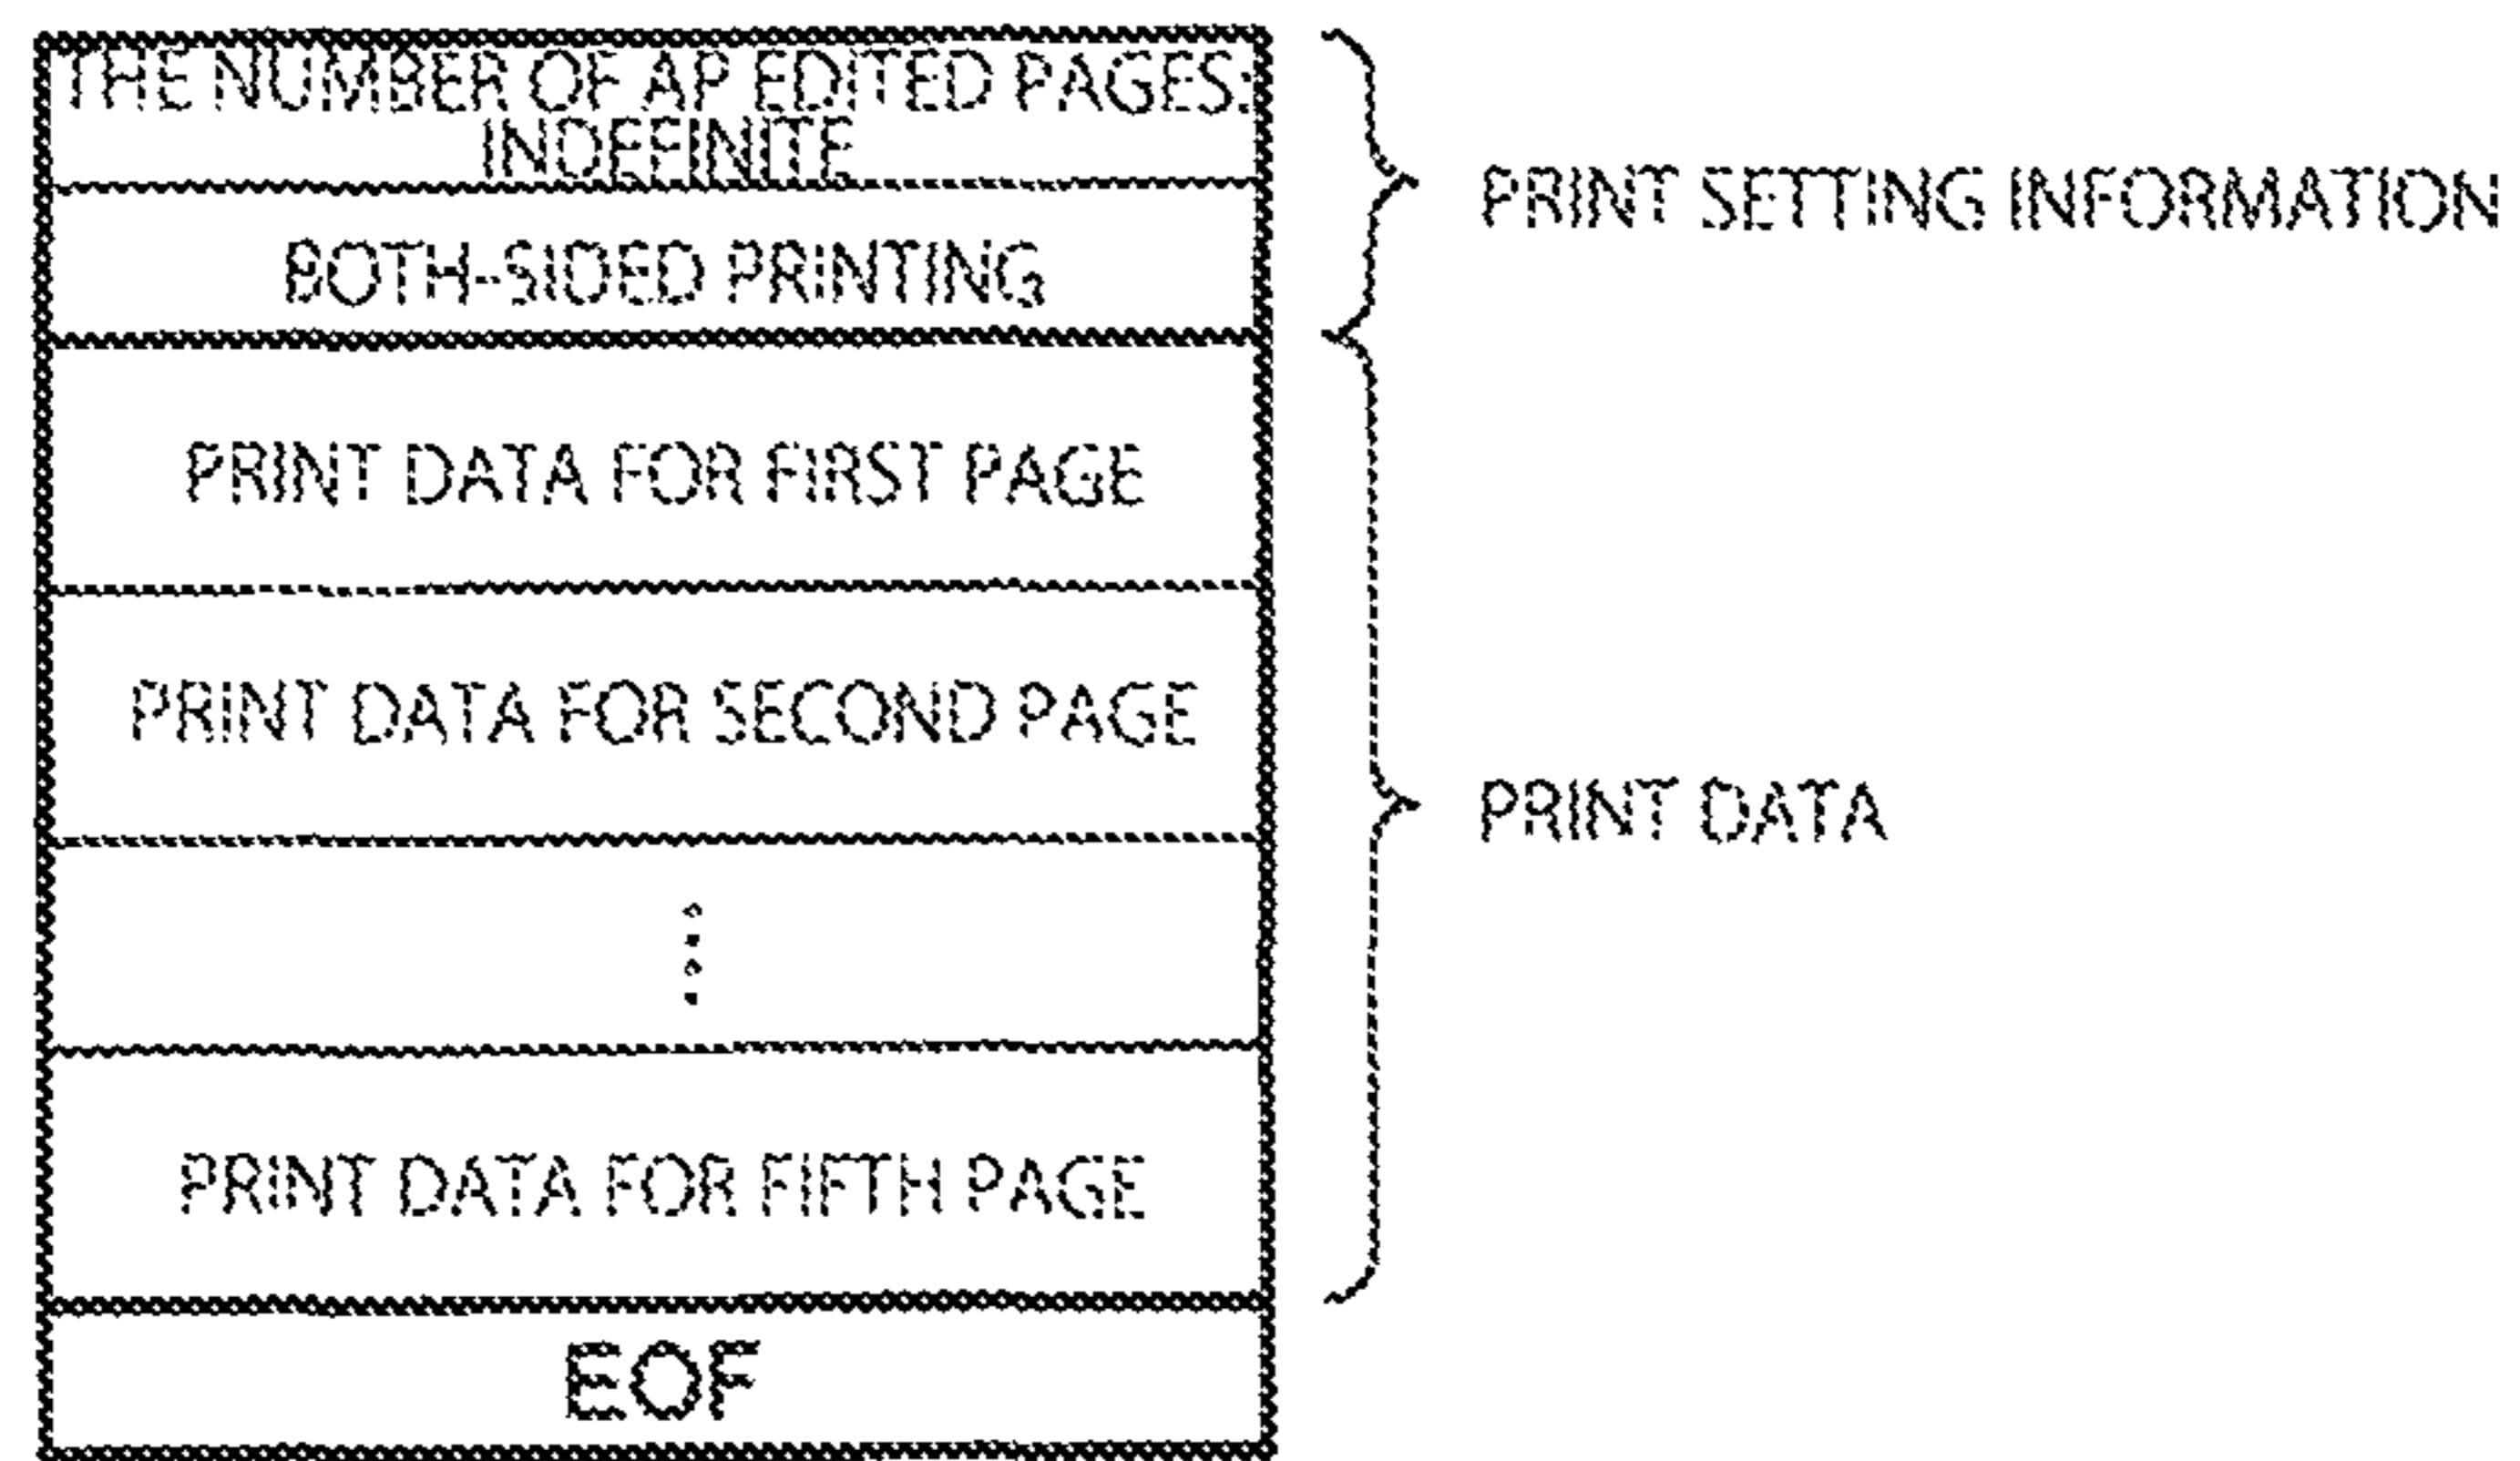 THE NUMBER OF AP EDITED PAGES:
INDEFINITE
BOTH-SIDED PRINTING
PRINT SETTING INFORMATION
PRINT DATA FOR FIRST PAGE
PRINT DATA FOR SECOND PAGE
PRINT DATA
PRINT DATA FOR FIFTH PAGE
EOF